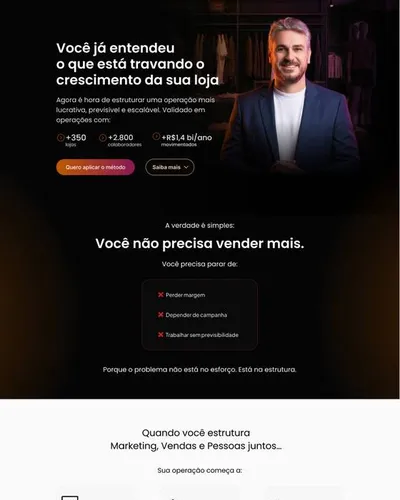 Você já entendeu
o que está travando o
crescimento da sua loja
Agora é hora de estruturar uma operação mais
lucrativa, previsível e escalável. Validado em
operações com:
+350
lojas
+2.800
colaboradores
+R$1,4 bi/ano
movimentados
Quero aplicar o método
Saiba mais
A verdade é simples:
Você não precisa vender mais.
Você precisa parar de:
Perder margem
Depender de campanha
Trabalhar sem previsibilidade
Porque o problema não está no esforço. Está na estrutura.
Quando você estrutura
Marketing, Vendas e Pessoas juntos...
Sua operação começa a: